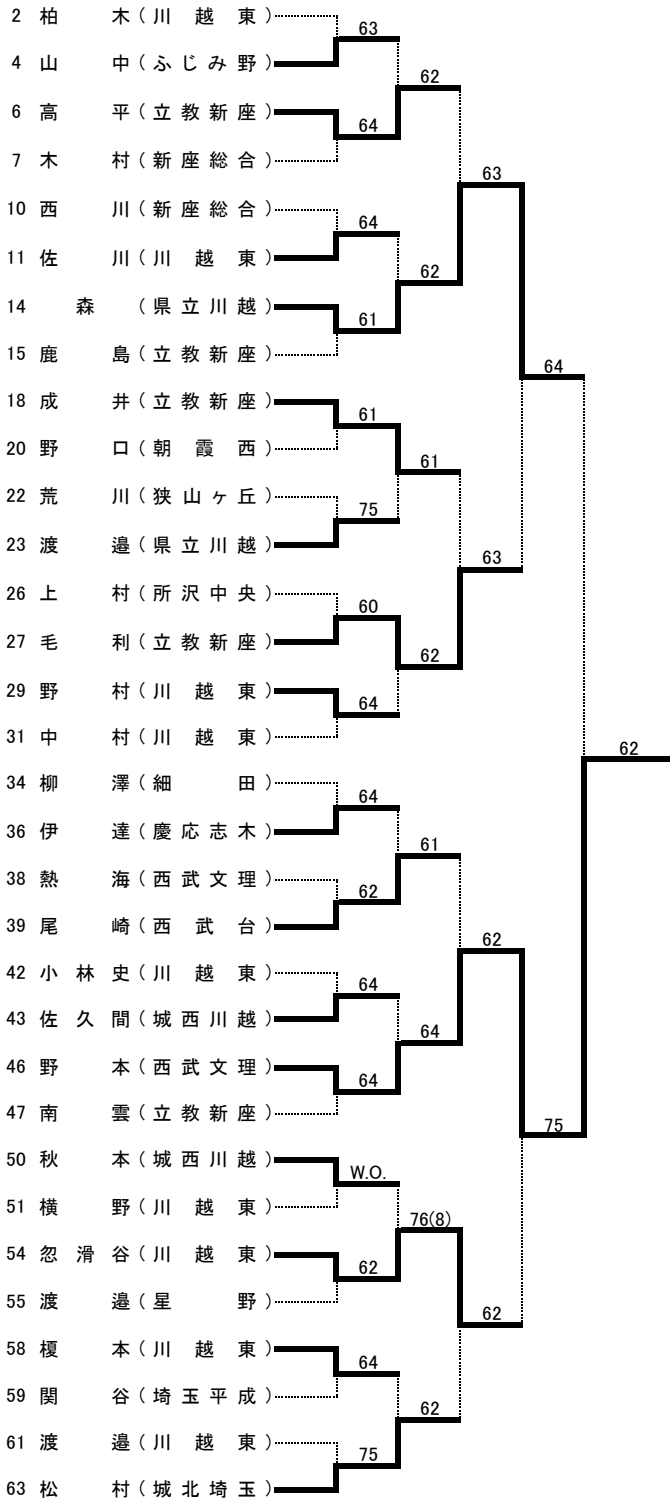 2 柏木(川越東)
63
4 山中(ふじみ野)
62
6 高平(立教新座)
64
7 木村(新座総合)
63
10 西川(新座総合)
64
11 佐川(川越東)
62
14 森(県立川越)
61
15 鹿島(立教新座)
64
18 成井(立教新座)
61
20 野口(朝霞西)
61
22 荒川(狭山ヶ丘)
75
23 渡邉(県立川越)
63
26 上村(所沢中央)
60
27 毛利(立教新座)
62
29 野村(川越東)
64
31 中村(川越東)
62
34 柳澤(細田)
64
36 伊達(慶応志木)
61
38 熱海(西武文理)
62
39 尾崎(西武台)
62
42 小林史(川越東)
64
43 佐久間(城西川越)
64
46 野本(西武文理)
64
47 南雲(立教新座)
75
50 秋本(城西川越)
W.O.
51 横野(川越東)
76(8)
54 忽滑谷(川越東)
62
55 渡邉(星野)
62
58 榎本(川越東)
64
59 関谷(埼玉平成)
62
61 渡邉(川越東)
75
63 松村(城北埼玉)